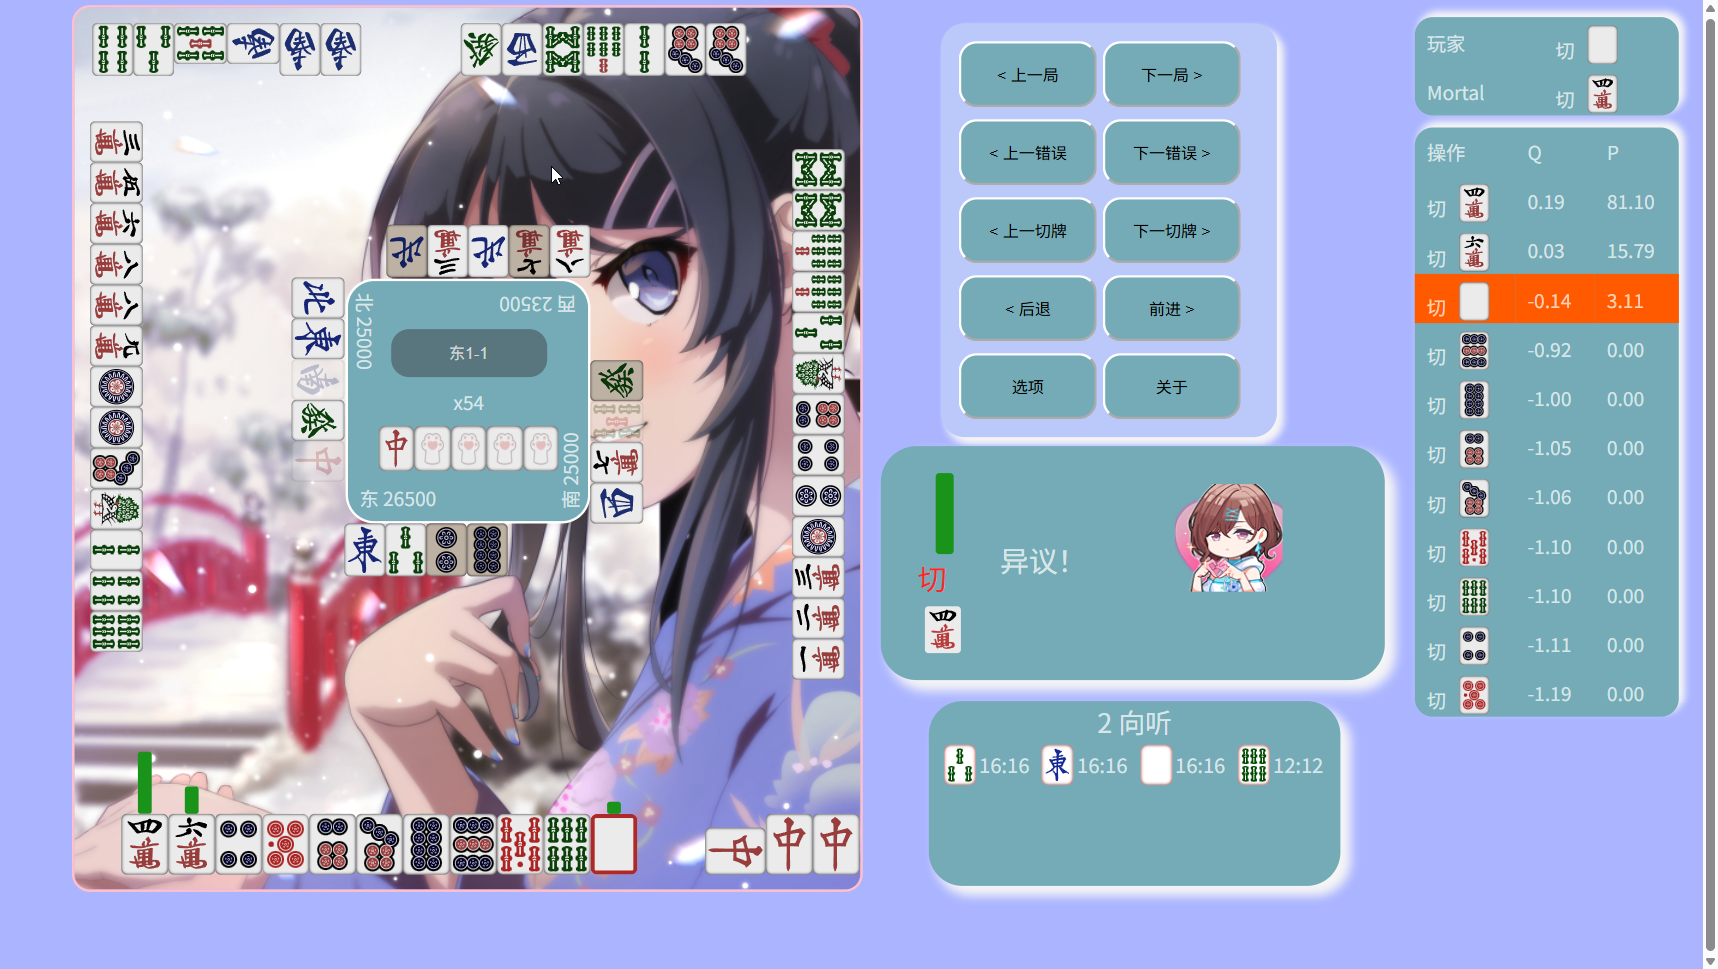 北 25000
西 23500
东1-1
x54
南 25000
东 26500
< 上一局
下一局 >
< 上一错误
下一错误 >
< 上一切牌
下一切牌 >
< 后退
前进 >
选项
关于
切
异议！
2 向听
16:16
16:16
16:16
12:12
玩家 切
Mortal 切
操作 Q P
切 0.19 81.10
切 0.03 15.79
切 -0.14 3.11
切 -0.92 0.00
切 -1.00 0.00
切 -1.05 0.00
切 -1.06 0.00
切 -1.10 0.00
切 -1.10 0.00
切 -1.11 0.00
切 -1.19 0.00